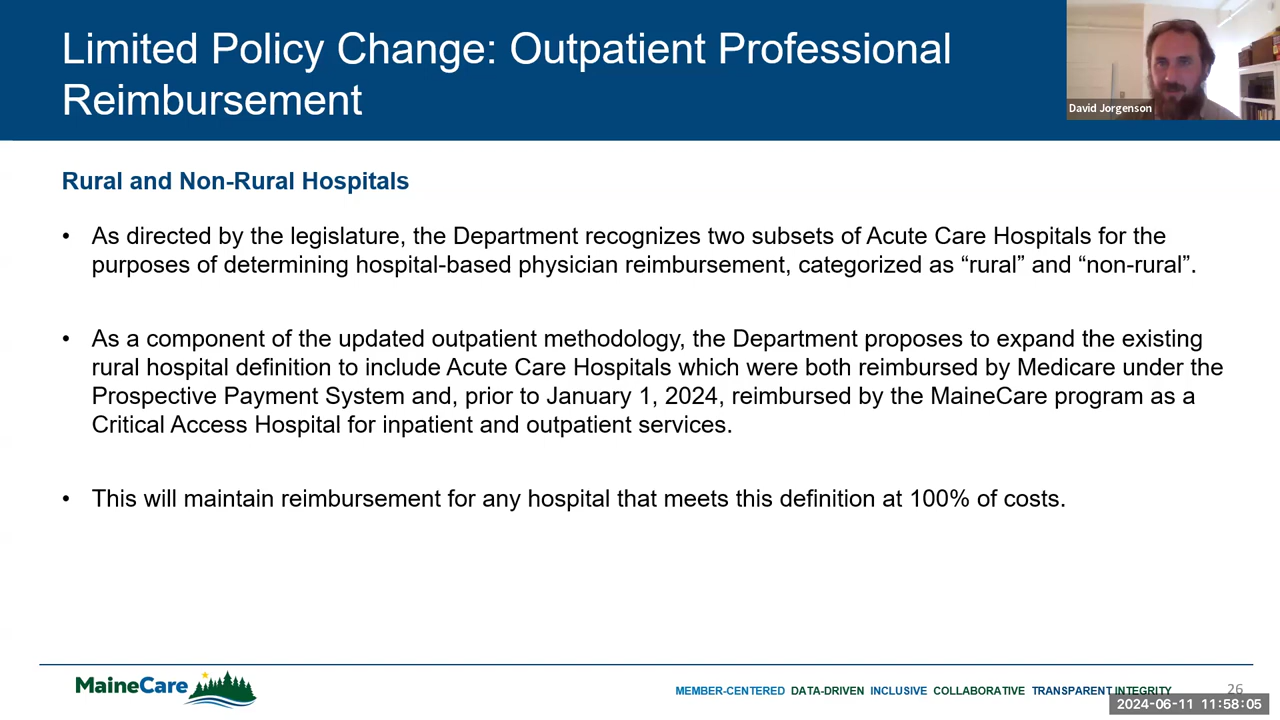 Limited Policy Change: Outpatient Professional
Reimbursement
David Jorgenson
Rural and Non-Rural Hospitals
• As directed by the legislature, the Department recognizes two subsets of Acute Care Hospitals for the
purposes of determining hospital-based physician reimbursement, categorized as “rural” and “non-rural”.
• As a component of the updated outpatient methodology, the Department proposes to expand the existing
rural hospital definition to include Acute Care Hospitals which were both reimbursed by Medicare under the
Prospective Payment System and, prior to January 1, 2024, reimbursed by the MaineCare program as a
Critical Access Hospital for inpatient and outpatient services.
• This will maintain reimbursement for any hospital that meets this definition at 100% of costs.
MaineCare
MEMBER-CENTERED DATA-DRIVEN INCLUSIVE COLLABORATIVE TRANSPARENT INTEGRITY
26
2024-06-11 11:58:05